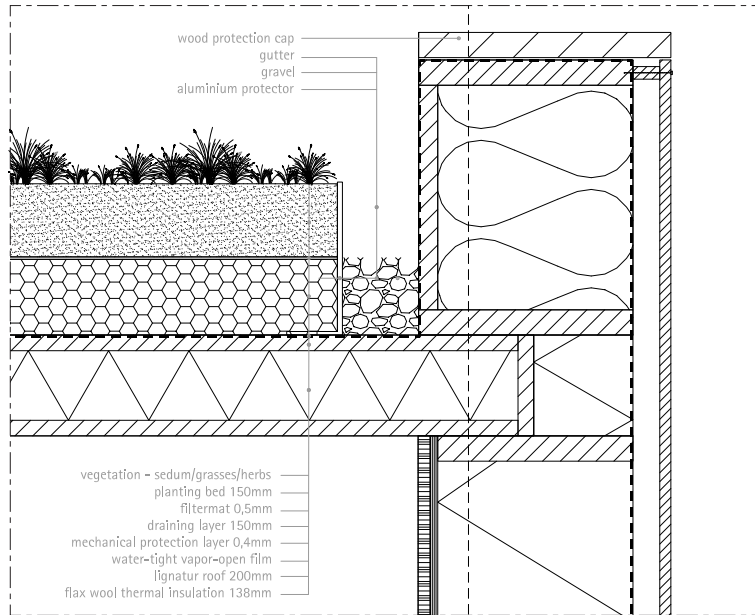 wood protection cap
gutter
gravel
aluminium protector
vegetation - sedum/grasses/herbs
planting bed 150mm
filtermat 0,5mm
draining layer 150mm
mechanical protection layer 0,4mm
water-tight vapor-open film
lignatur roof 200mm
flax wool thermal insulation 138mm